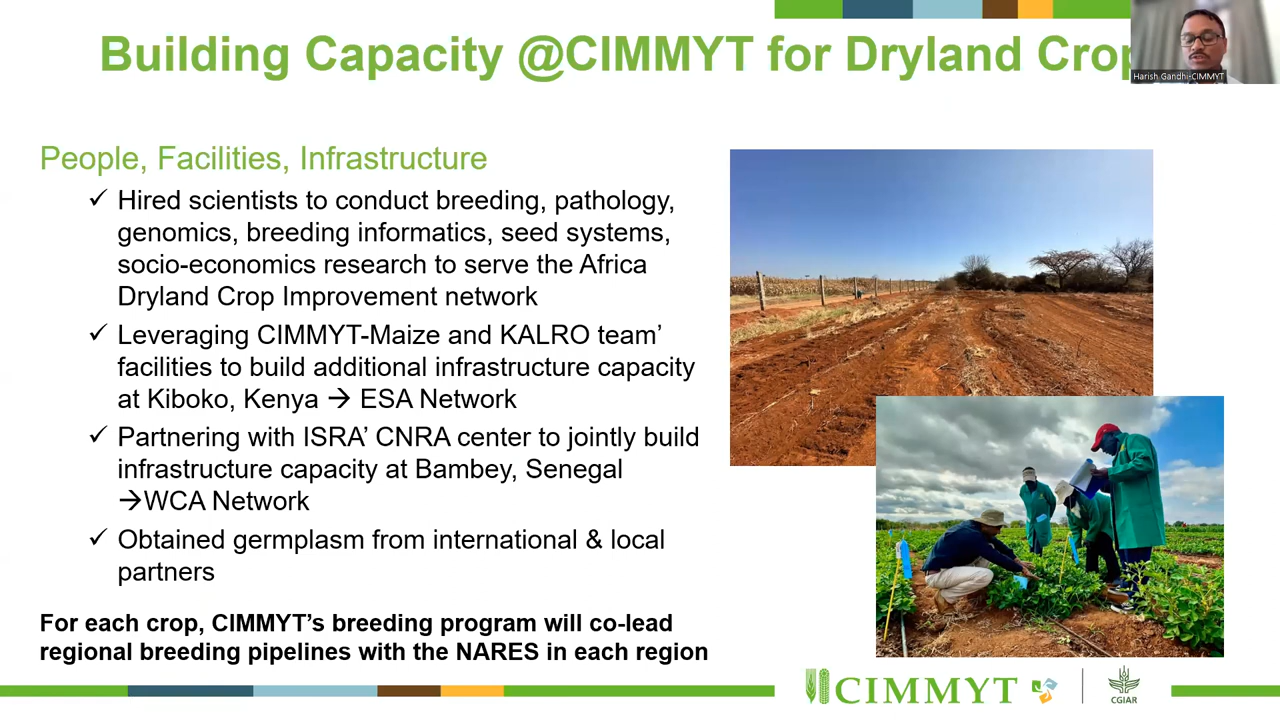 Building Capacity @CIMMYT for Dryland Crop
Harish Gandhi-CIMMYT
People, Facilities, Infrastructure
✓ Hired scientists to conduct breeding, pathology,
genomics, breeding informatics, seed systems,
socio-economics research to serve the Africa
Dryland Crop Improvement network
✓ Leveraging CIMMYT-Maize and KALRO team’
facilities to build additional infrastructure capacity
at Kiboko, Kenya → ESA Network
✓ Partnering with ISRA’ CNRA center to jointly build
infrastructure capacity at Bambey, Senegal
→WCA Network
✓ Obtained germplasm from international & local
partners
For each crop, CIMMYT’s breeding program will co-lead
regional breeding pipelines with the NARES in each region
CIMMYT
CGIAR